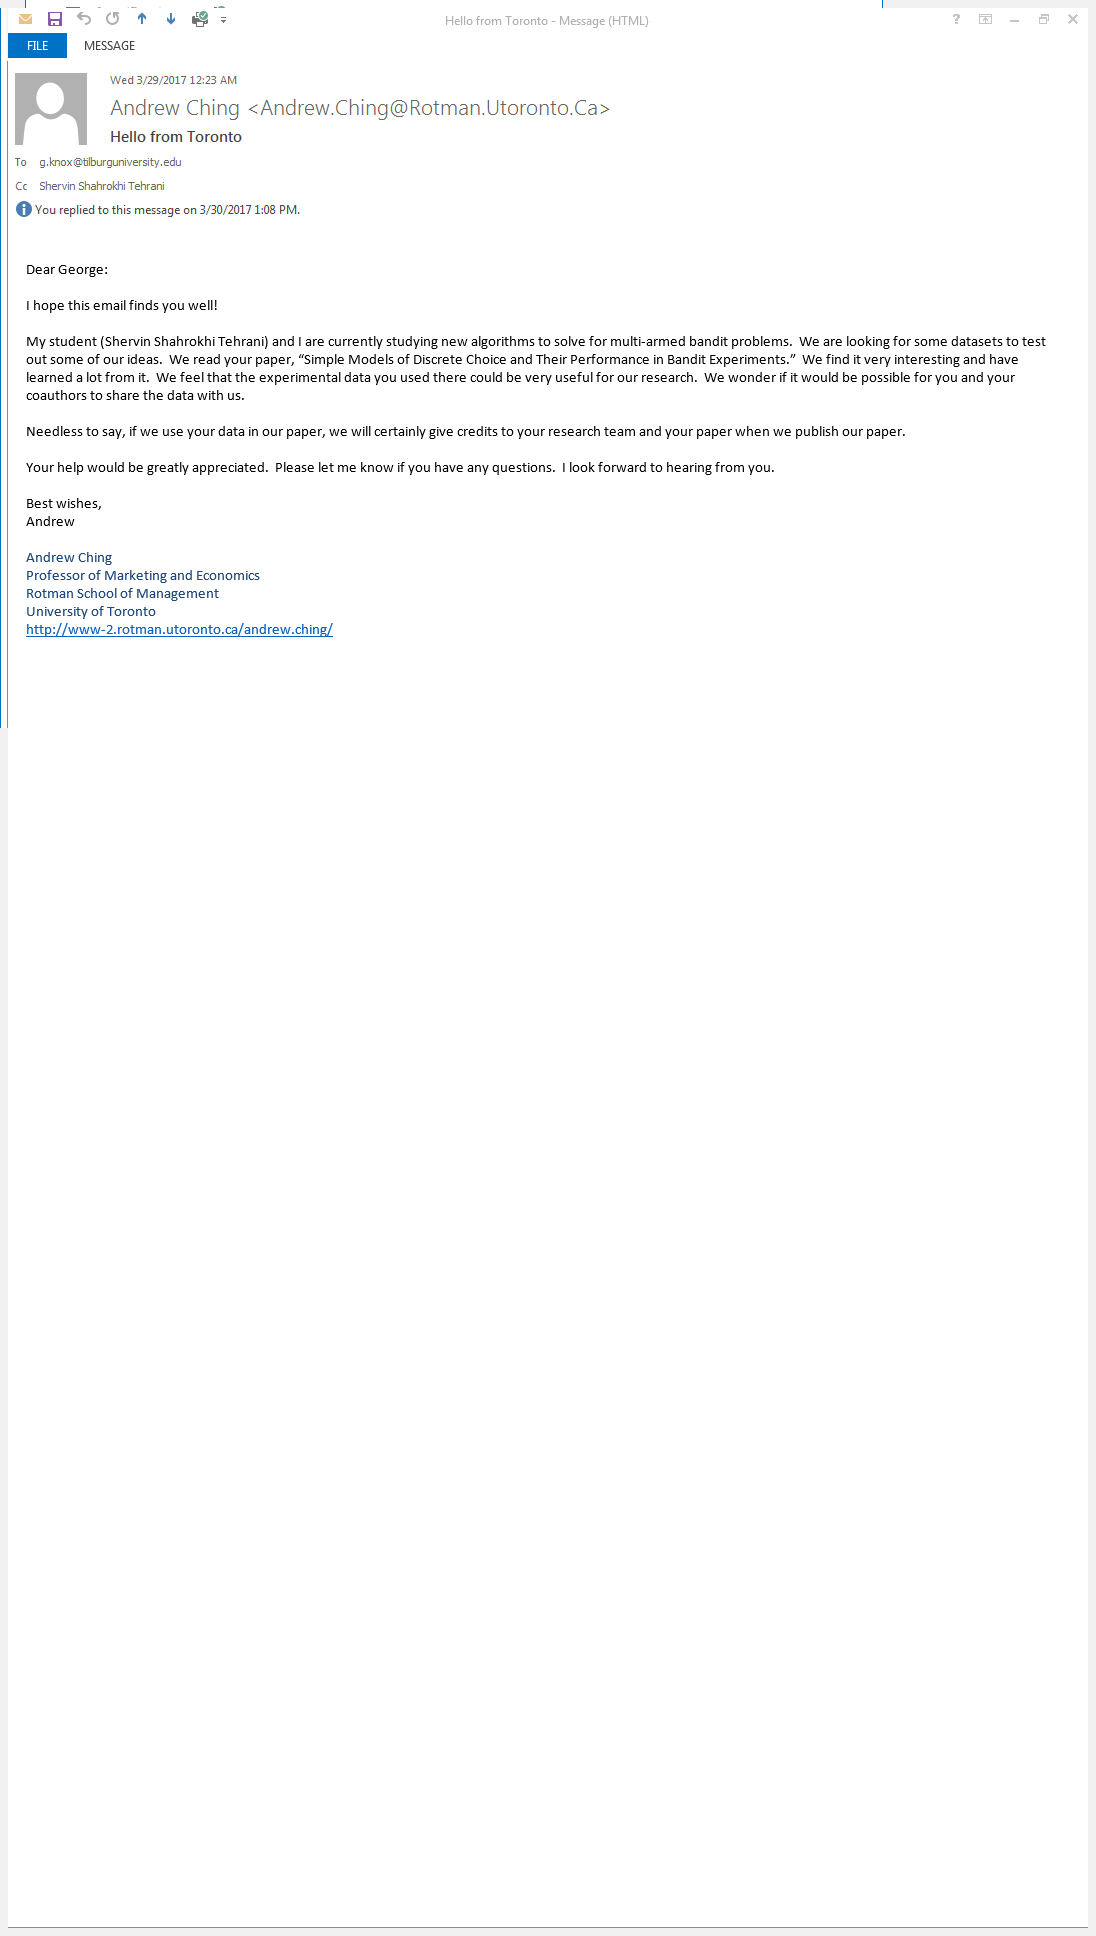 Hello from Toronto - Message (HTML)
?
FILE MESSAGE
Wed 3/29/2017 12:23 AM
Andrew Ching <Andrew.Ching@Rotman.Utoronto.Ca>
Hello from Toronto
To g.knox@tilburguniversity.edu
Cc Shervin Shahrokhi Tehrani
You replied to this message on 3/30/2017 1:08 PM.
Dear George:
I hope this email finds you well!
My student (Shervin Shahrokhi Tehrani) and I are currently studying new algorithms to solve for multi-armed bandit problems.  We are looking for some datasets to test
out some of our ideas.  We read your paper, “Simple Models of Discrete Choice and Their Performance in Bandit Experiments.”  We find it very interesting and have
learned a lot from it.  We feel that the experimental data you used there could be very useful for our research.  We wonder if it would be possible for you and your
coauthors to share the data with us.
Needless to say, if we use your data in our paper, we will certainly give credits to your research team and your paper when we publish our paper.
Your help would be greatly appreciated.  Please let me know if you have any questions.  I look forward to hearing from you.
Best wishes,
Andrew
Andrew Ching
Professor of Marketing and Economics
Rotman School of Management
University of Toronto
http://www-2.rotman.utoronto.ca/andrew.ching/